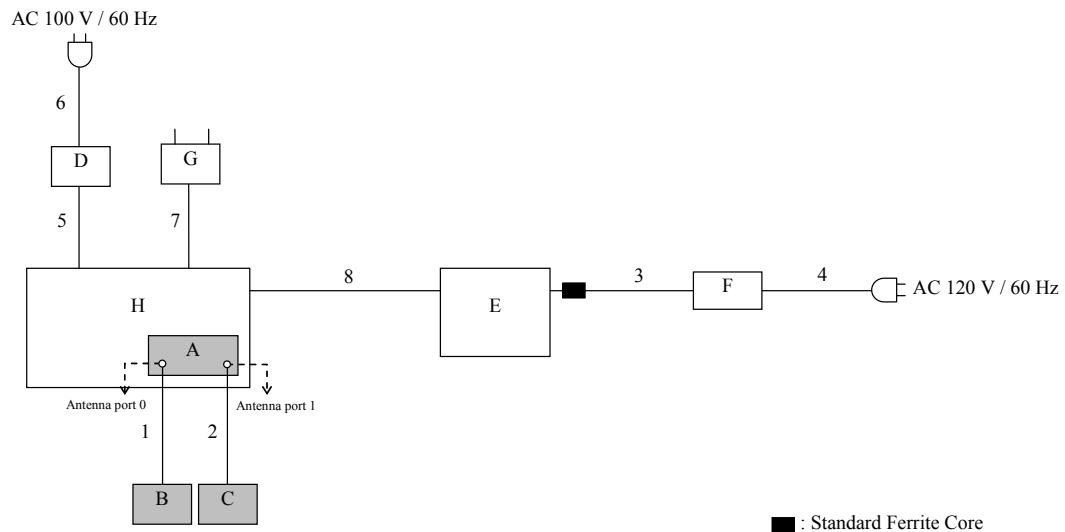 AC 100 V / 60 Hz
6
D
G
5
7
8
3
4
H
E
F
AC 120 V / 60 Hz
A
Antenna port 0
Antenna port 1
1
2
B
C
: Standard Ferrite Core